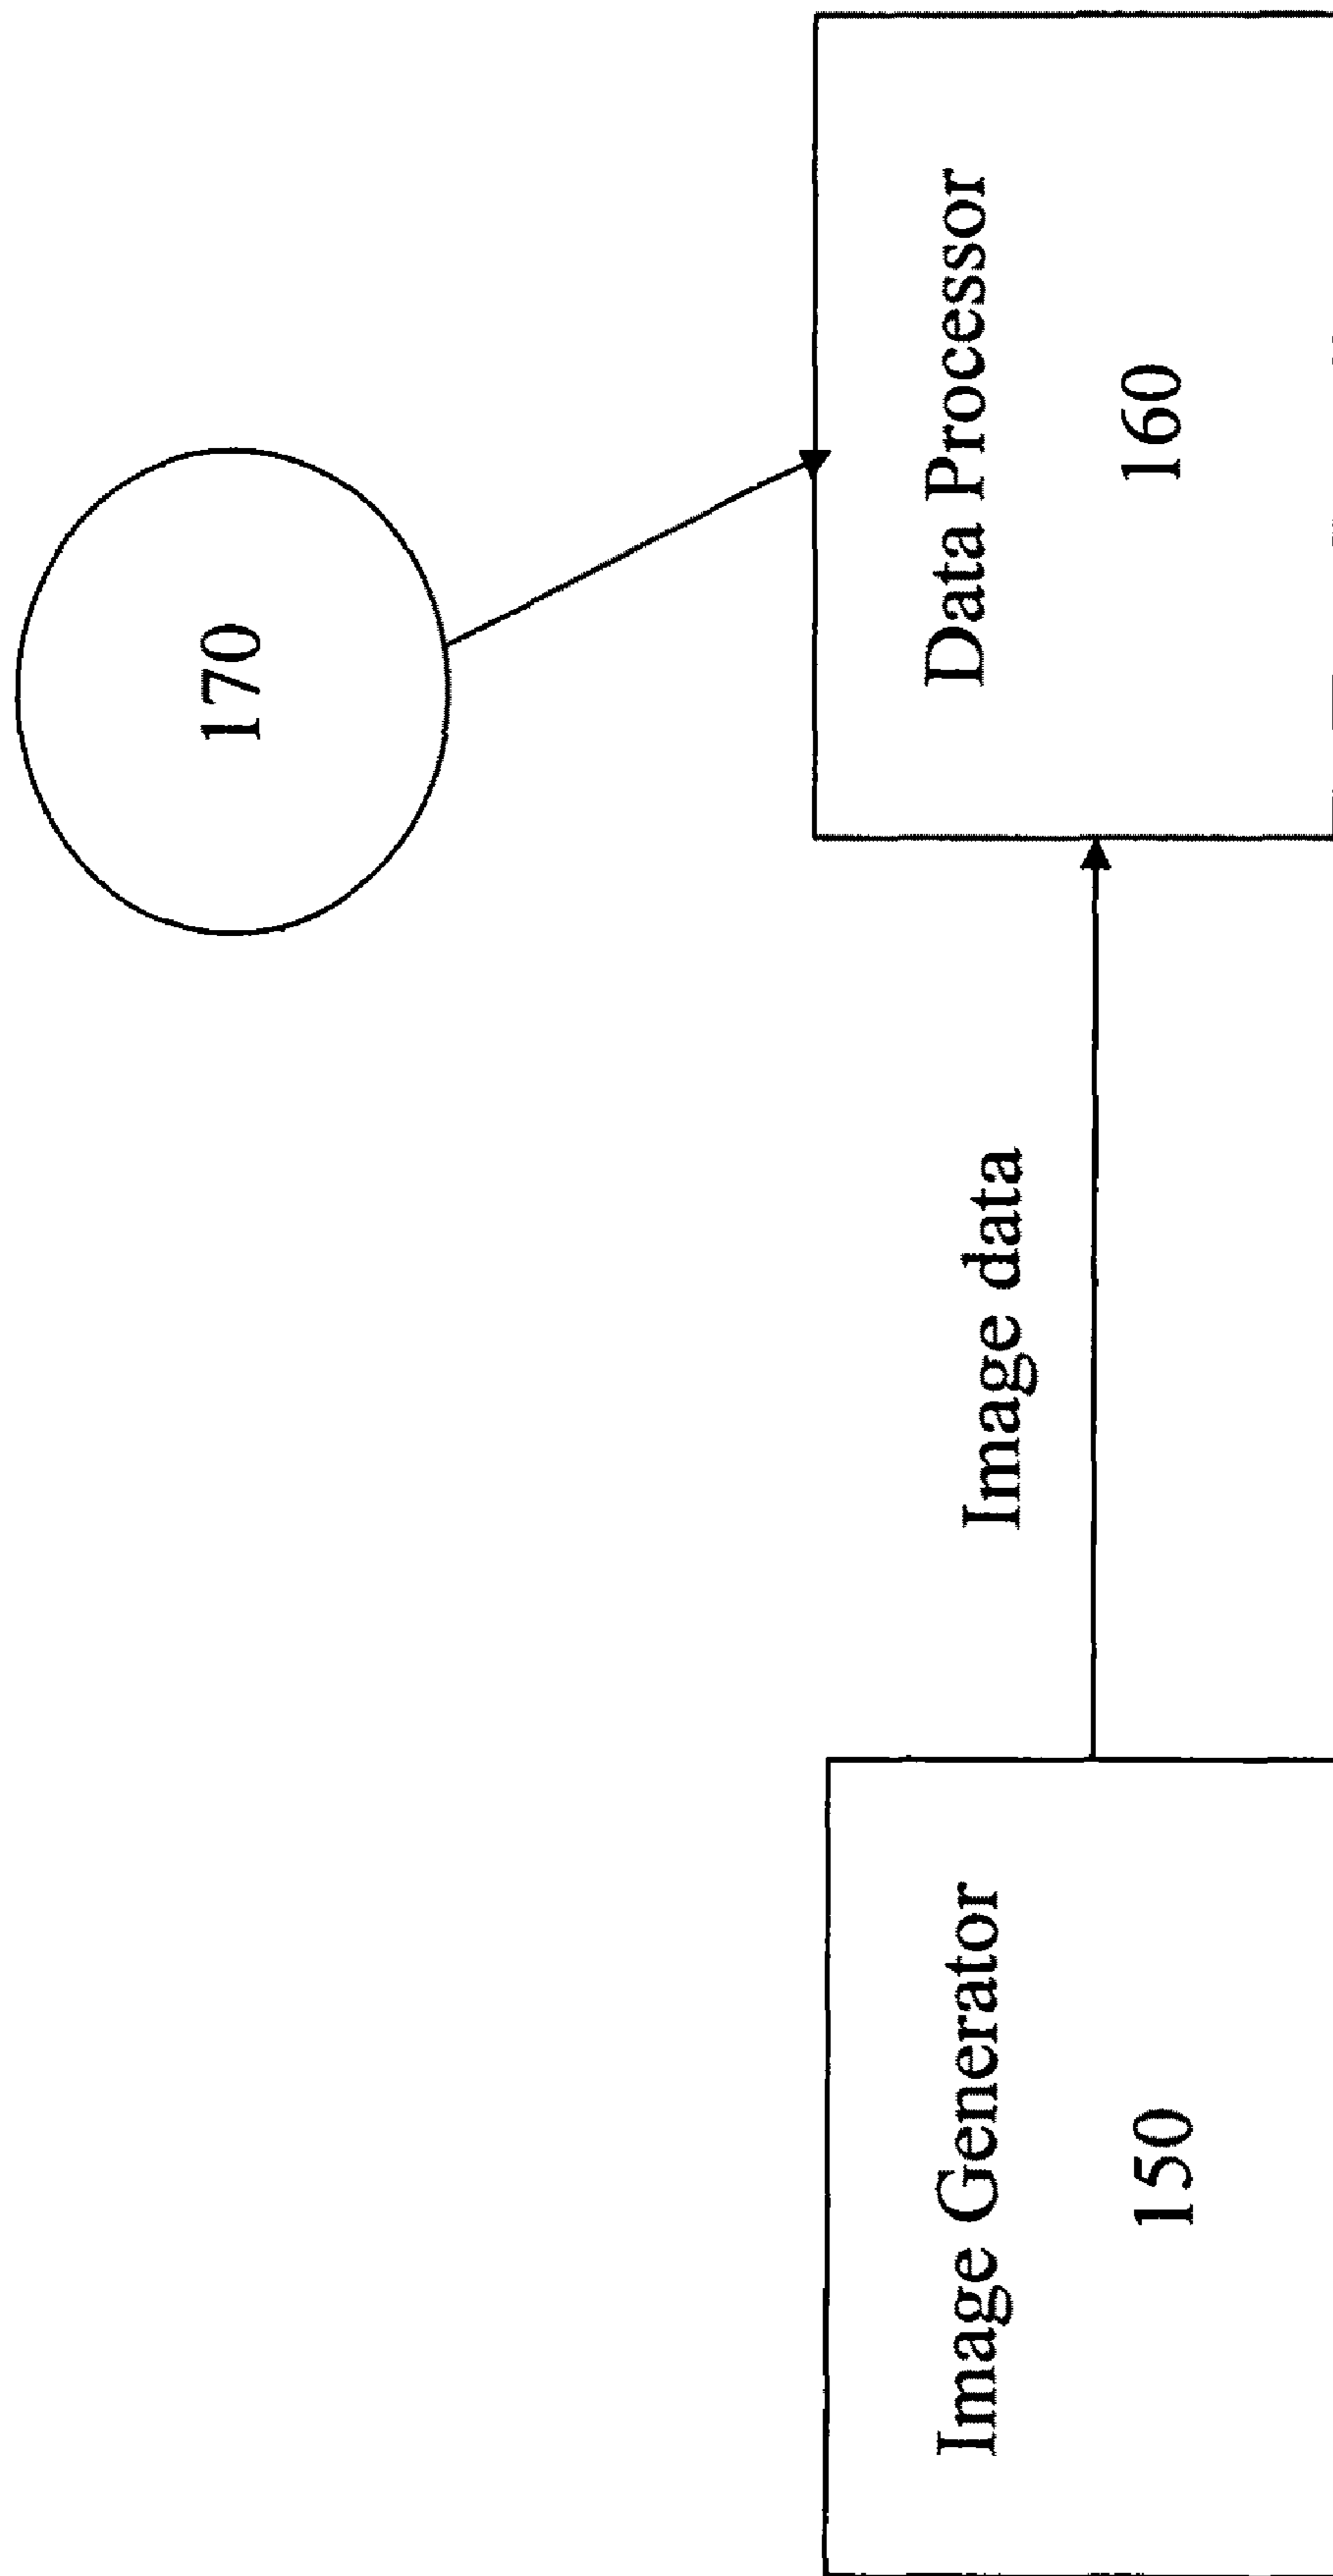 170
Image Generator
150
Image data
Data Processor
160